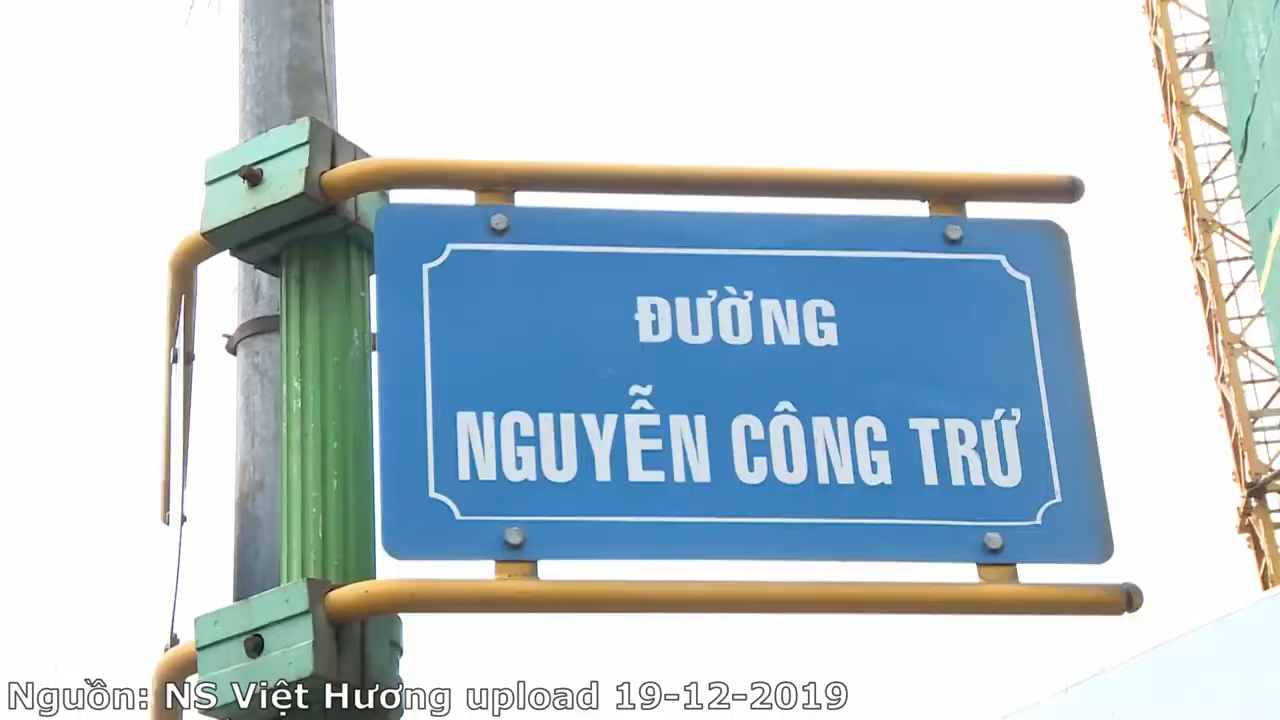 ĐƯỜNG
NGUYỄN CÔNG TRỨ
Nguồn: NS Việt Hương upload 19-12-2019